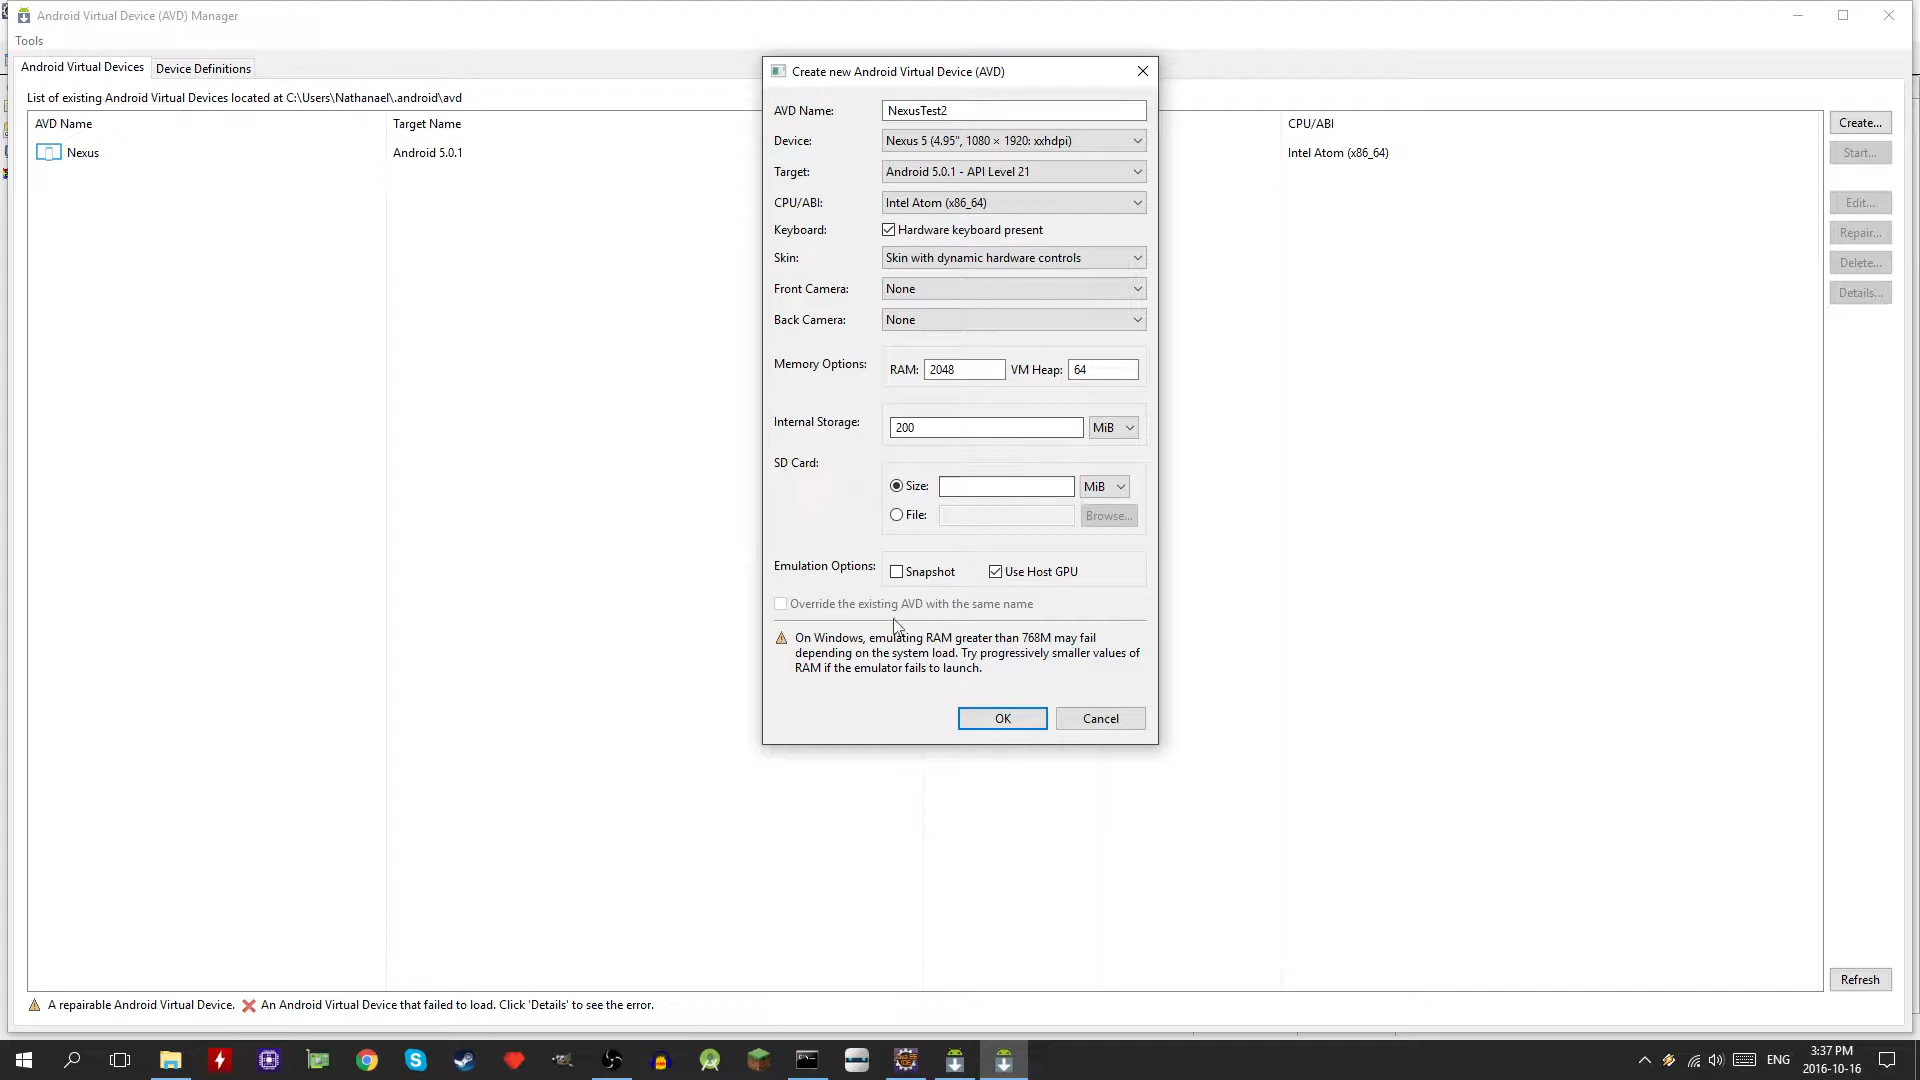 Android Virtual Device (AVD) Manager
Tools
Android Virtual Devices
Device Definitions
List of existing Android Virtual Devices located at C:\Users\Nathanael\.android\avd
AVD Name
Target Name
CPU/ABI
Nexus
Android 5.0.1
Intel Atom (x86_64)
Create...
Start...
Edit...
Repair...
Delete...
Details...
Refresh
Create new Android Virtual Device (AVD)
AVD Name: NexusTest2
Device: Nexus 5 (4.95", 1080 × 1920: xxhdpi)
Target: Android 5.0.1 - API Level 21
CPU/ABI: Intel Atom (x86_64)
Keyboard: Hardware keyboard present
Skin: Skin with dynamic hardware controls
Front Camera: None
Back Camera: None
Memory Options: RAM: 2048 VM Heap: 64
Internal Storage: 200 MiB
SD Card:
Size: MiB
File: Browse...
Emulation Options: Snapshot Use Host GPU
Override the existing AVD with the same name
On Windows, emulating RAM greater than 768M may fail
depending on the system load. Try progressively smaller values of
RAM if the emulator fails to launch.
OK Cancel
A repairable Android Virtual Device. An Android Virtual Device that failed to load. Click 'Details' to see the error.
ENG
3:37 PM
2016-10-16